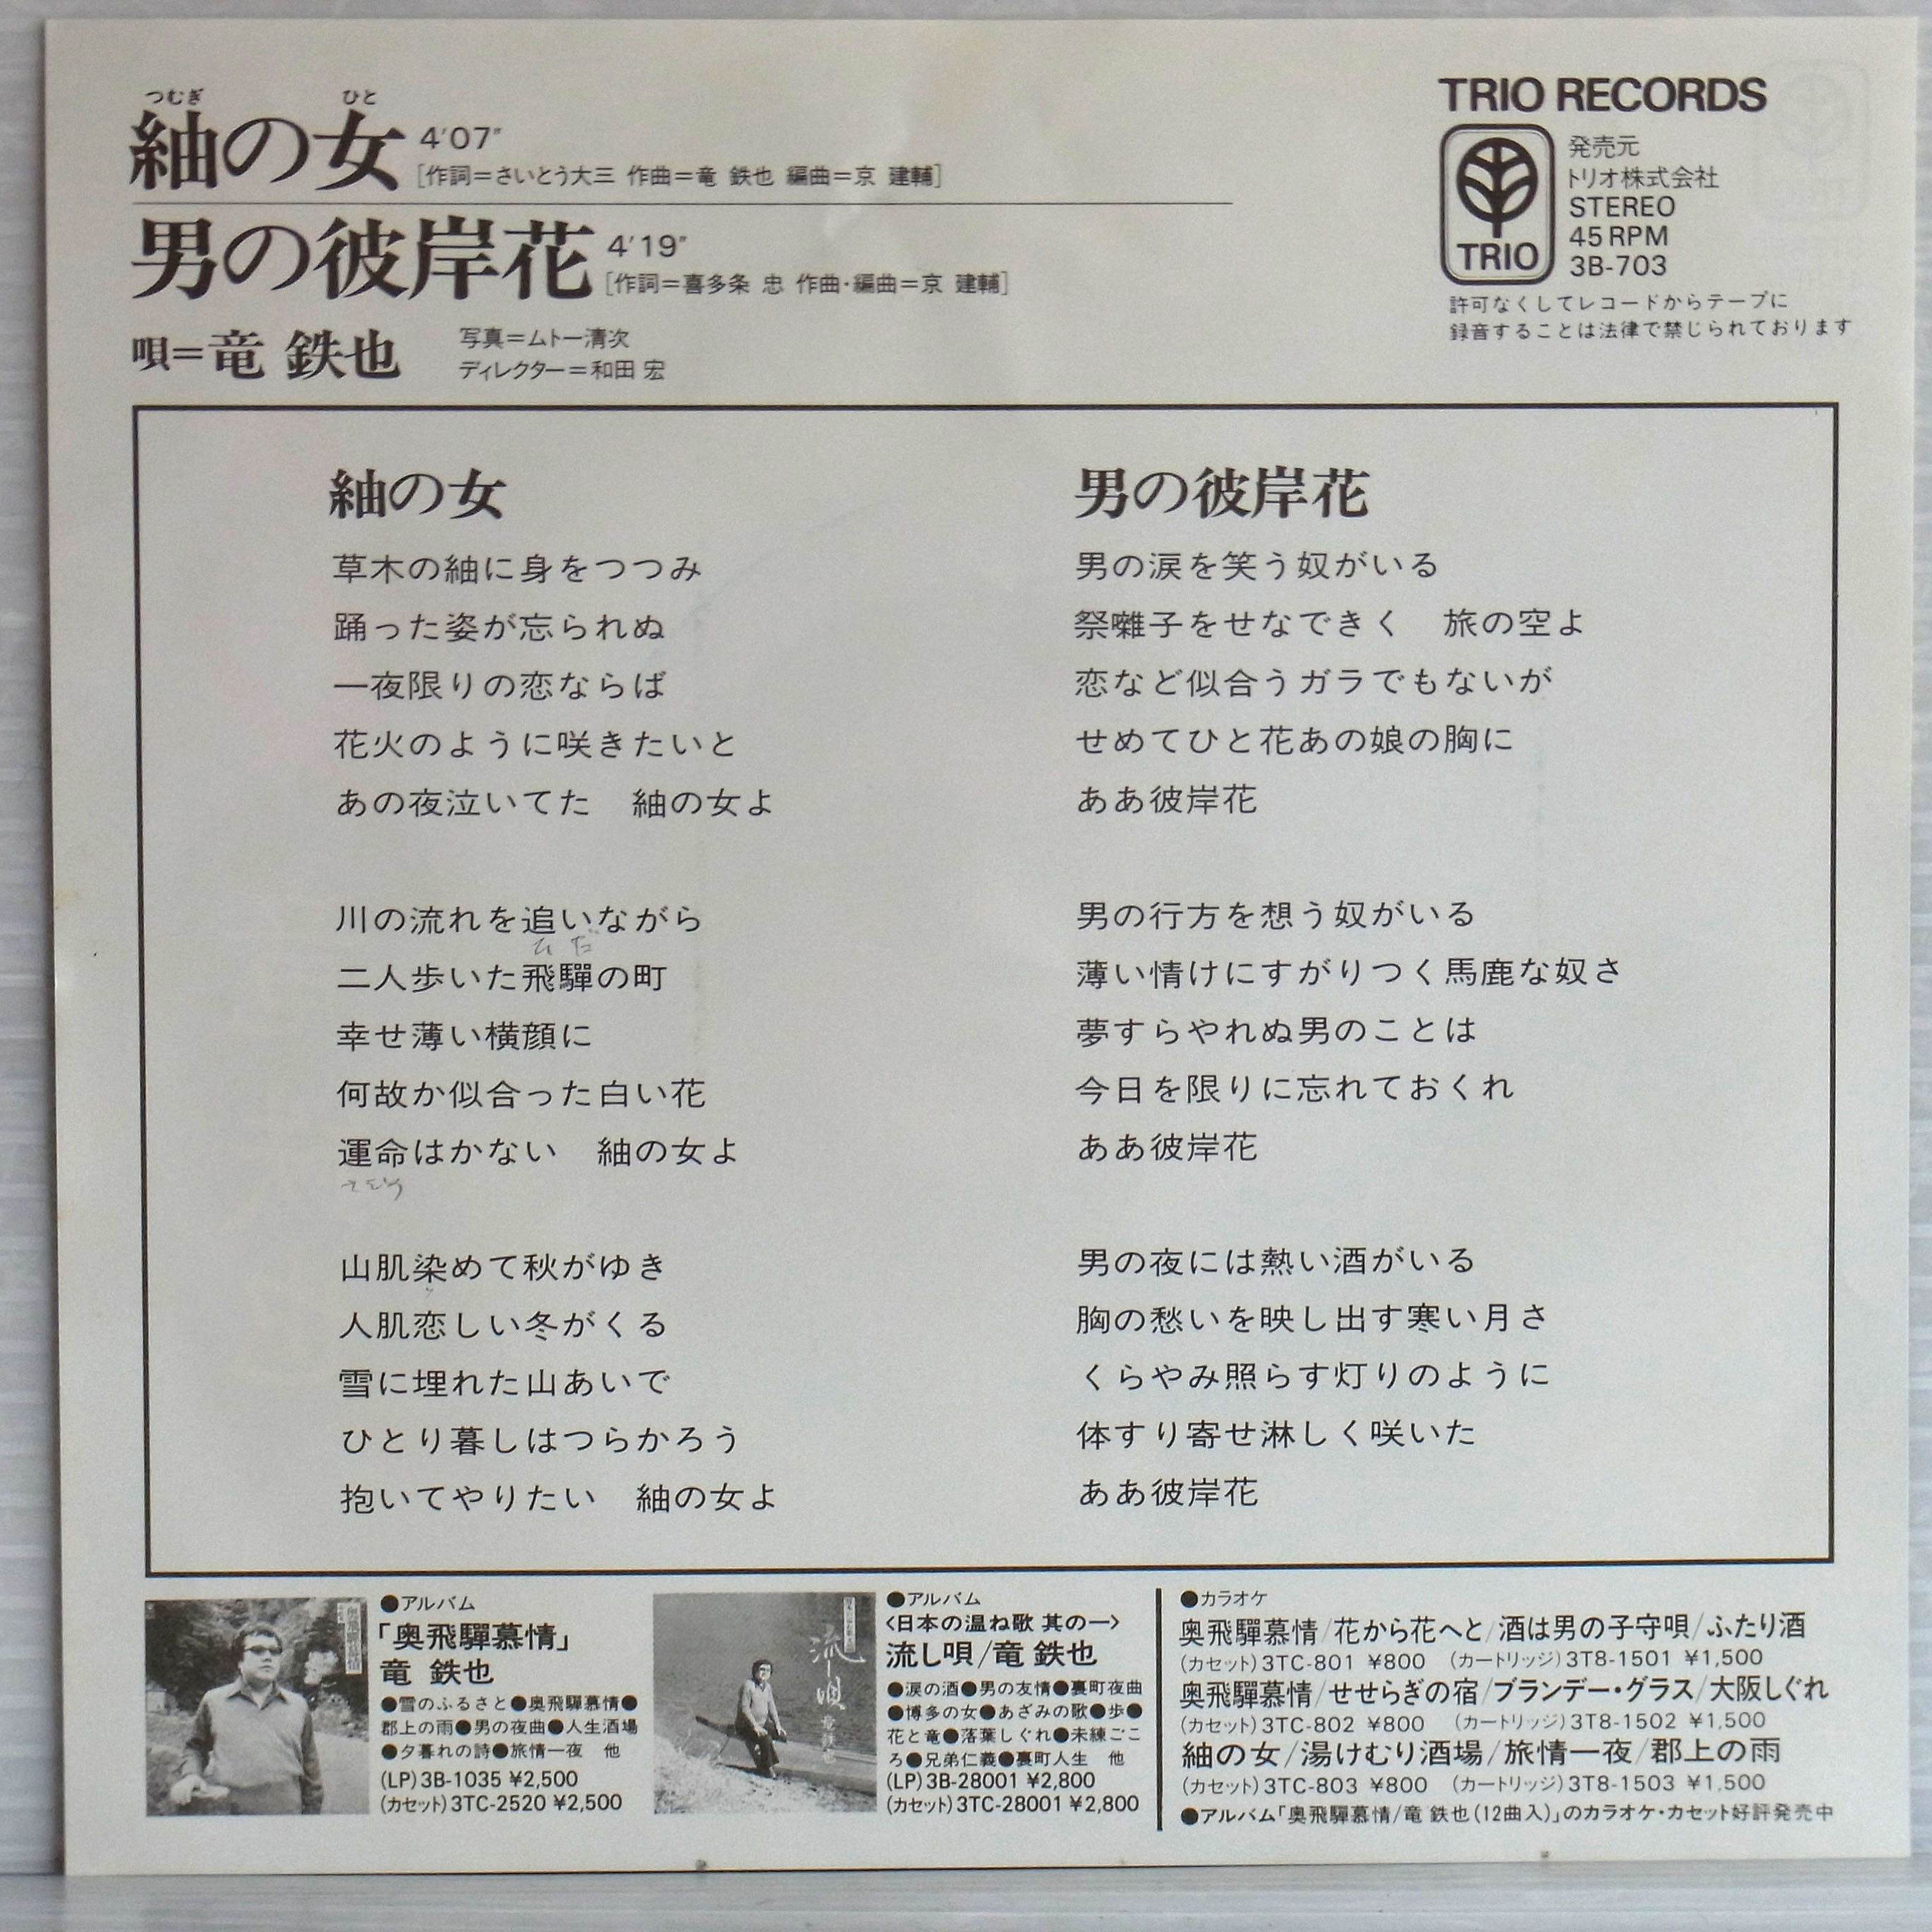 つむぎ ひと
紬の女 4′07″
[作詞=さいとう大三 作曲=竜 鉄也 編曲=京 建輔]
男の彼岸花 4′19″
[作詞=喜多条 忠 作曲・編曲=京 建輔]
唄=竜 鉄也
写真=ムトー清次
ディレクター=和田 宏
TRIO RECORDS
TRIO
発売元
トリオ株式会社
STEREO
45RPM
3B-703
許可なくしてレコードからテープに
録音することは法律で禁じられております
紬の女
草木の紬に身をつつみ
踊った姿が忘られぬ
一夜限りの恋ならば
花火のように咲きたいと
あの夜泣いてた 紬の女よ
川の流れを追いながら
ひだ
二人歩いた飛驒の町
幸せ薄い横顔に
何故か似合った白い花
運命はかない 紬の女よ
山肌染めて秋がゆき
人肌恋しい冬がくる
雪に埋れた山あいで
ひとり暮しはつらかろう
抱いてやりたい 紬の女よ
男の彼岸花
男の涙を笑う奴がいる
祭囃子をせなできく 旅の空よ
恋など似合うガラでもないが
せめてひと花あの娘の胸に
ああ彼岸花
男の行方を想う奴がいる
薄い情けにすがりつく馬鹿な奴さ
夢すらやれぬ男のことは
今日を限りに忘れておくれ
ああ彼岸花
男の夜には熱い酒がいる
胸の愁いを映し出す寒い月さ
くらやみ照らす灯りのように
体すり寄せ淋しく咲いた
ああ彼岸花
●アルバム
「奥飛驒慕情」
竜 鉄也
●雪のふるさと●奥飛驒慕情●
郡上の雨●男の夜曲●人生酒場
●夕暮れの詩●旅情一夜 他
(LP)3B-1035 ¥2,500
(カセット)3TC-2520 ¥2,500
流し唄
●アルバム
〈日本の温ね歌 其の一〉
流し唄/竜 鉄也
●涙の酒●男の友情●裏町夜曲
●博多の女●あざみの歌●歩●
花と竜●落葉しぐれ●未練ごこ
ろ●兄弟仁義●裏町人生 他
(LP)3B-28001 ¥2,800
(カセット)3TC-28001 ¥2,800
●カラオケ
奥飛驒慕情/花から花へと/酒は男の子守唄/ふたり酒
(カセット)3TC-801 ¥800 (カートリッジ)3T8-1501 ¥1,500
奥飛驒慕情/せせらぎの宿/ブランデー・グラス/大阪しぐれ
(カセット)3TC-802 ¥800 (カートリッジ)3T8-1502 ¥1,500
紬の女/湯けむり酒場/旅情一夜/郡上の雨
(カセット)3TC-803 ¥800 (カートリッジ)3T8-1503 ¥1,500
●アルバム「奥飛驒慕情/竜 鉄也(12曲入)」のカラオケ・カセット好評発売中